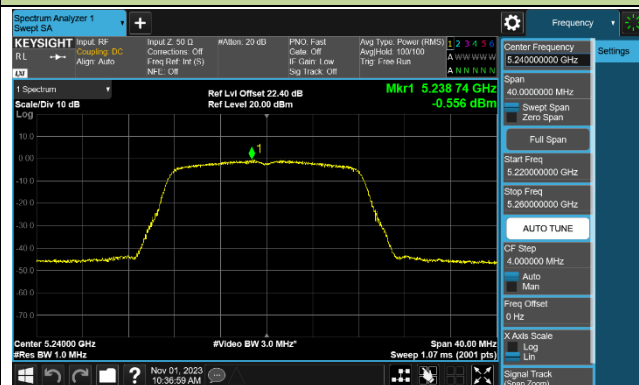 Spectrum Analyzer 1
Swept SA
+
Frequency
KEYSIGHT
RL
LXI
Input: RF
Coupling: DC
Align: Auto
Input Z: 50 Ω
Corrections: Off
Freq Ref: Int (S)
NFE: Off
#Atten: 20 dB
PNO: Fast
Gate: Off
IF Gain: Low
Sig Track: Off
Avg Type: Power (RMS)
Avg|Hold: 100/100
Trig: Free Run
1 2 3 4 5 6
A W W W W W
A N N N N N
1 Spectrum
Scale/Div 10 dB
Log
Ref Lvl Offset 22.40 dB
Ref Level 20.00 dBm
Mkr1 5.238 74 GHz
-0.556 dBm
1
10.0
0.00
-10.0
-20.0
-30.0
-40.0
-50.0
-60.0
-70.0
Center 5.24000 GHz
#Res BW 1.0 MHz
#Video BW 3.0 MHz*
Span 40.00 MHz
Sweep 1.07 ms (2001 pts)
Center Frequency
5.240000000 GHz
Settings
Span
40.0000000 MHz
Swept Span
Zero Span
Full Span
Start Freq
5.220000000 GHz
Stop Freq
5.260000000 GHz
AUTO TUNE
CF Step
4.000000 MHz
Auto
Man
Freq Offset
0 Hz
X Axis Scale
Log
Lin
Signal Track
(Span Zoom)
?
Nov 01, 2023
10:36:59 AM